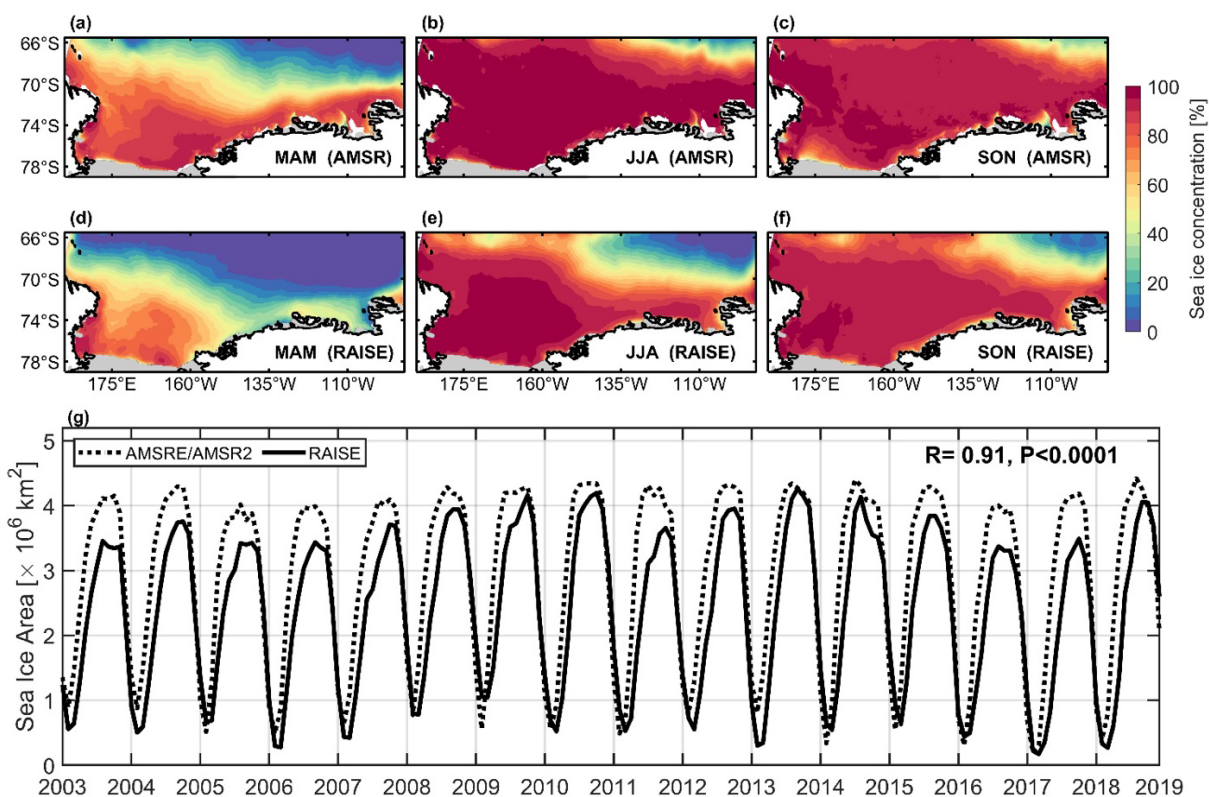 (a) (b) (c)
66°S
70°S
74°S
78°S
MAM (AMSR) JJA (AMSR) SON (AMSR)
100
80
60
40
20
0
Sea ice concentration [%]
(d) (e) (f)
66°S
70°S
74°S
78°S
MAM (RAISE) JJA (RAISE) SON (RAISE)
175°E 160°W 135°W 110°W 175°E 160°W 135°W 110°W 175°E 160°W 135°W 110°W
(g)
AMSRE/AMSR2 RAISE
R= 0.91, P<0.0001
Sea Ice Area [× 10⁶ km²]
5
4
3
2
1
0
2003 2004 2005 2006 2007 2008 2009 2010 2011 2012 2013 2014 2015 2016 2017 2018 2019